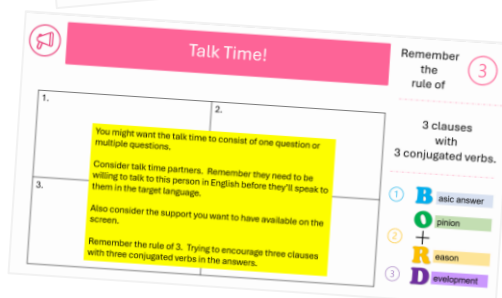 Talk Time!
1.
2.
3.
You might want the talk time to consist of one question or
multiple questions.
Consider talk time partners. Remember they need to be
willing to talk to this person in English before they'll speak to
them in the target language.
Also consider the support you want to have available on the
screen.
Remember the rule of 3. Trying to encourage three clauses
with three conjugated verbs in the answers.
Remember
the
rule of
3
3 clauses
with
3 conjugated verbs.
1 Basic answer
Opinion
2 +
Reason
3 Development